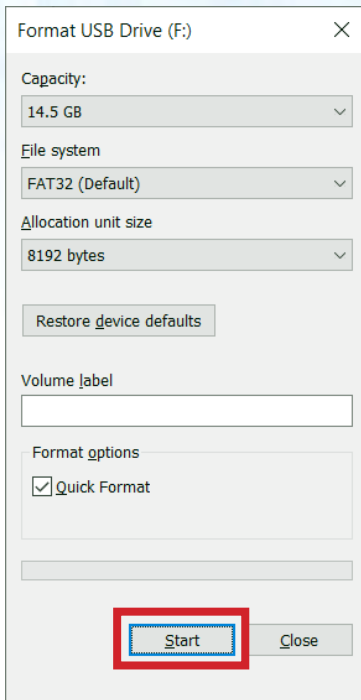 Format USB Drive (F:)
Capacity:
14.5 GB
File system
FAT32 (Default)
Allocation unit size
8192 bytes
Restore device defaults
Volume label
Format options
Quick Format
Start Close